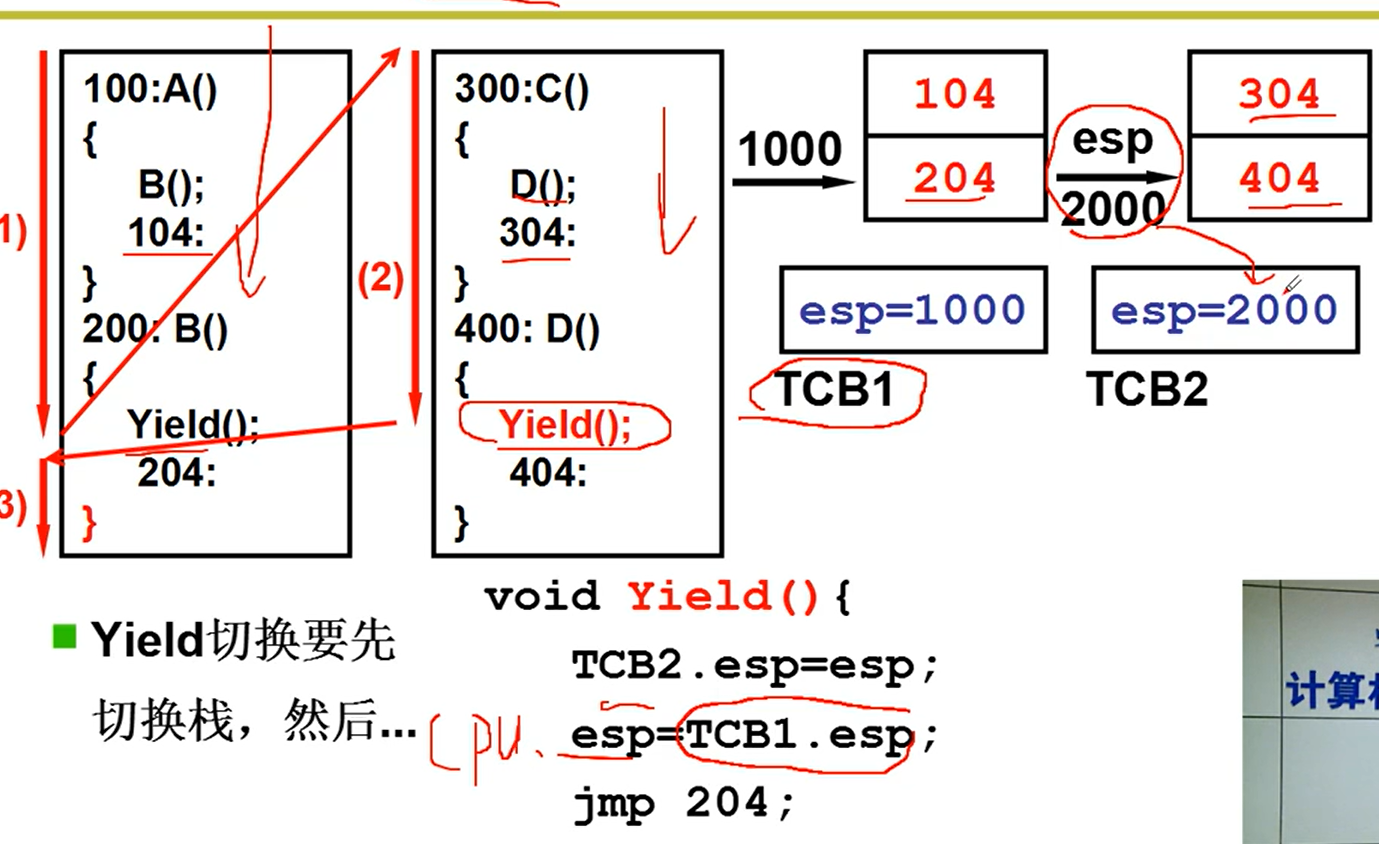 100:A()
{
B();
104:
}
200: B()
{
Yield();
204:
}
1)
3)
300:C()
{
D();
304:
}
400: D()
{
Yield();
404:
}
(2)
1000
104
204
esp
2000
304
404
esp=1000
TCB1
esp=2000
TCB2
Yield切换要先
切换栈，然后...
void Yield(){
TCB2.esp=esp;
CPU. esp=TCB1.esp;
jmp 204;
计算